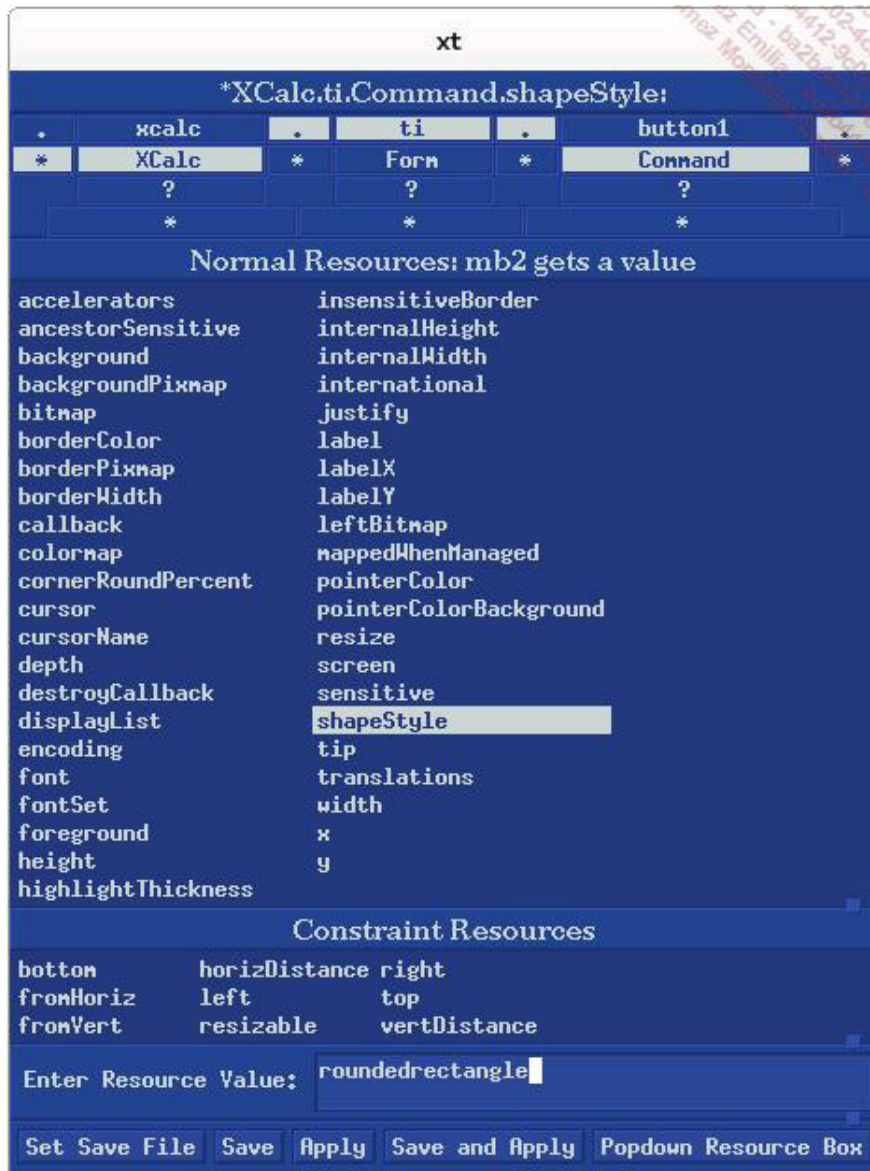 xt
*XCalc.ti.Command.shapeStyle:
. xcalc . ti . button1 .
* XCalc * Form * Command *
? ? ?
* * *
Normal Resources: mb2 gets a value
accelerators insensitiveBorder
ancestorSensitive internalHeight
background internalWidth
backgroundPixmap international
bitmap justify
borderColor label
borderPixmap labelX
borderWidth labelY
callback leftBitmap
colormap mappedWhenManaged
cornerRoundPercent pointerColor
cursor pointerColorBackground
cursorName resize
depth screen
destroyCallback sensitive
displayList shapeStyle
encoding tip
font translations
fontSet width
foreground x
height y
highlightThickness
Constraint Resources
bottom horizDistance right
fromHoriz left top
fromVert resizable vertDistance
Enter Resource Value: roundedrectangle
Set Save File Save Apply Save and Apply Popdown Resource Box